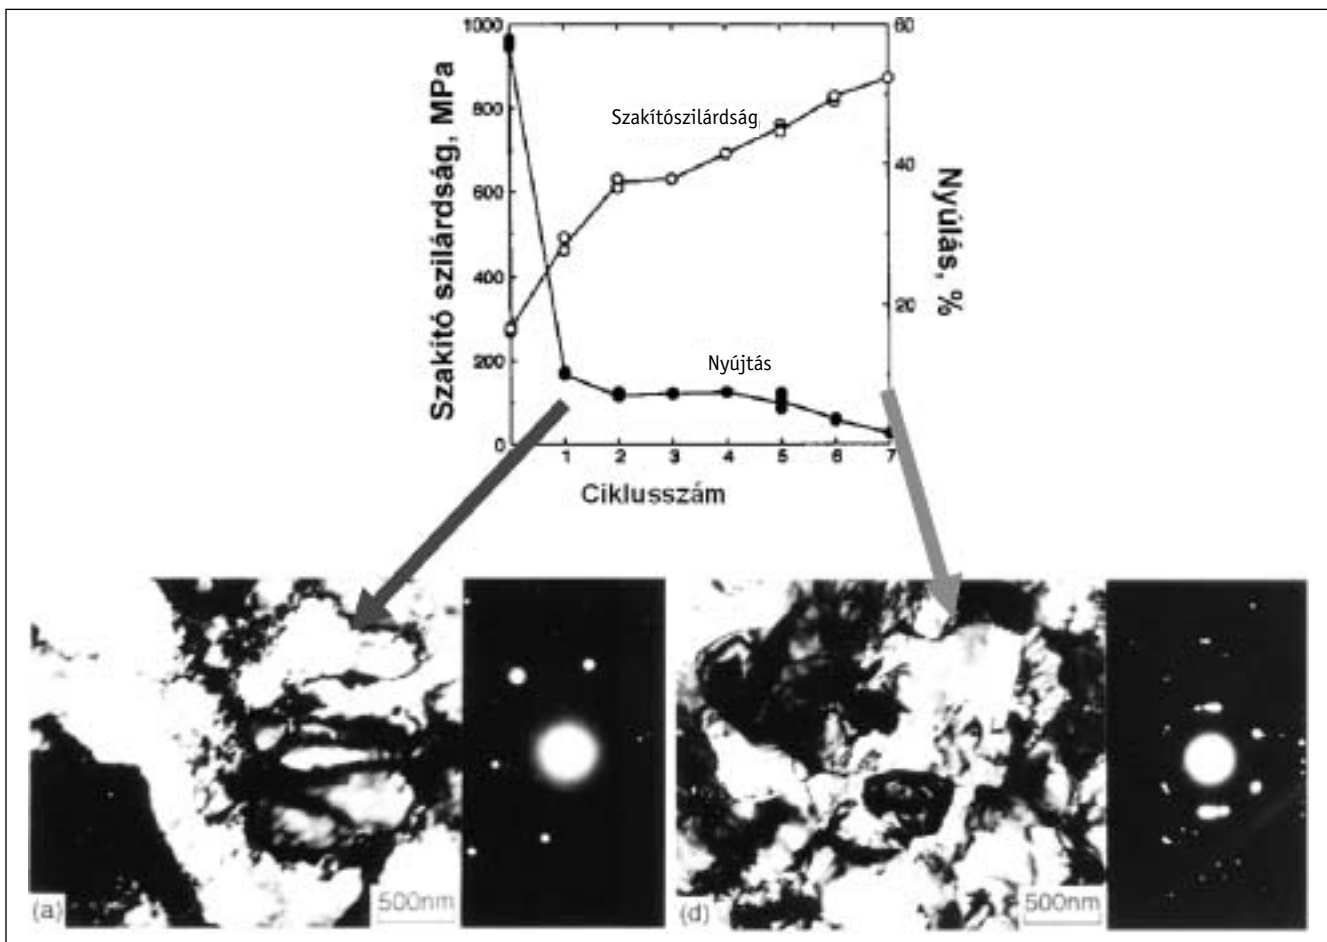 1000
800
600
400
200
0
Szakító szilárdság, MPa
60
40
20
0
Nyúlás, %
Szakítószilárdság
Nyújtás
1 2 3 4 5 6 7
Ciklusszám
(a)
500nm
(d)
500nm